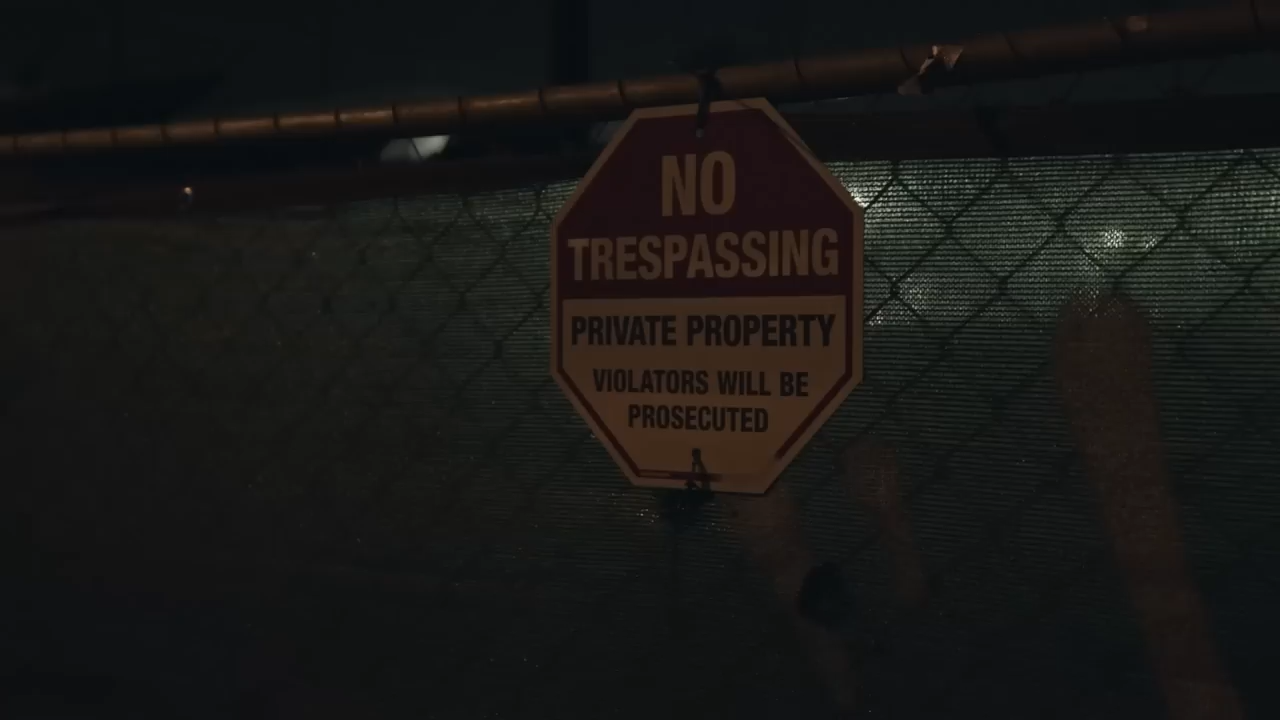 NO
TRESPASSING
PRIVATE PROPERTY
VIOLATORS WILL BE
PROSECUTED